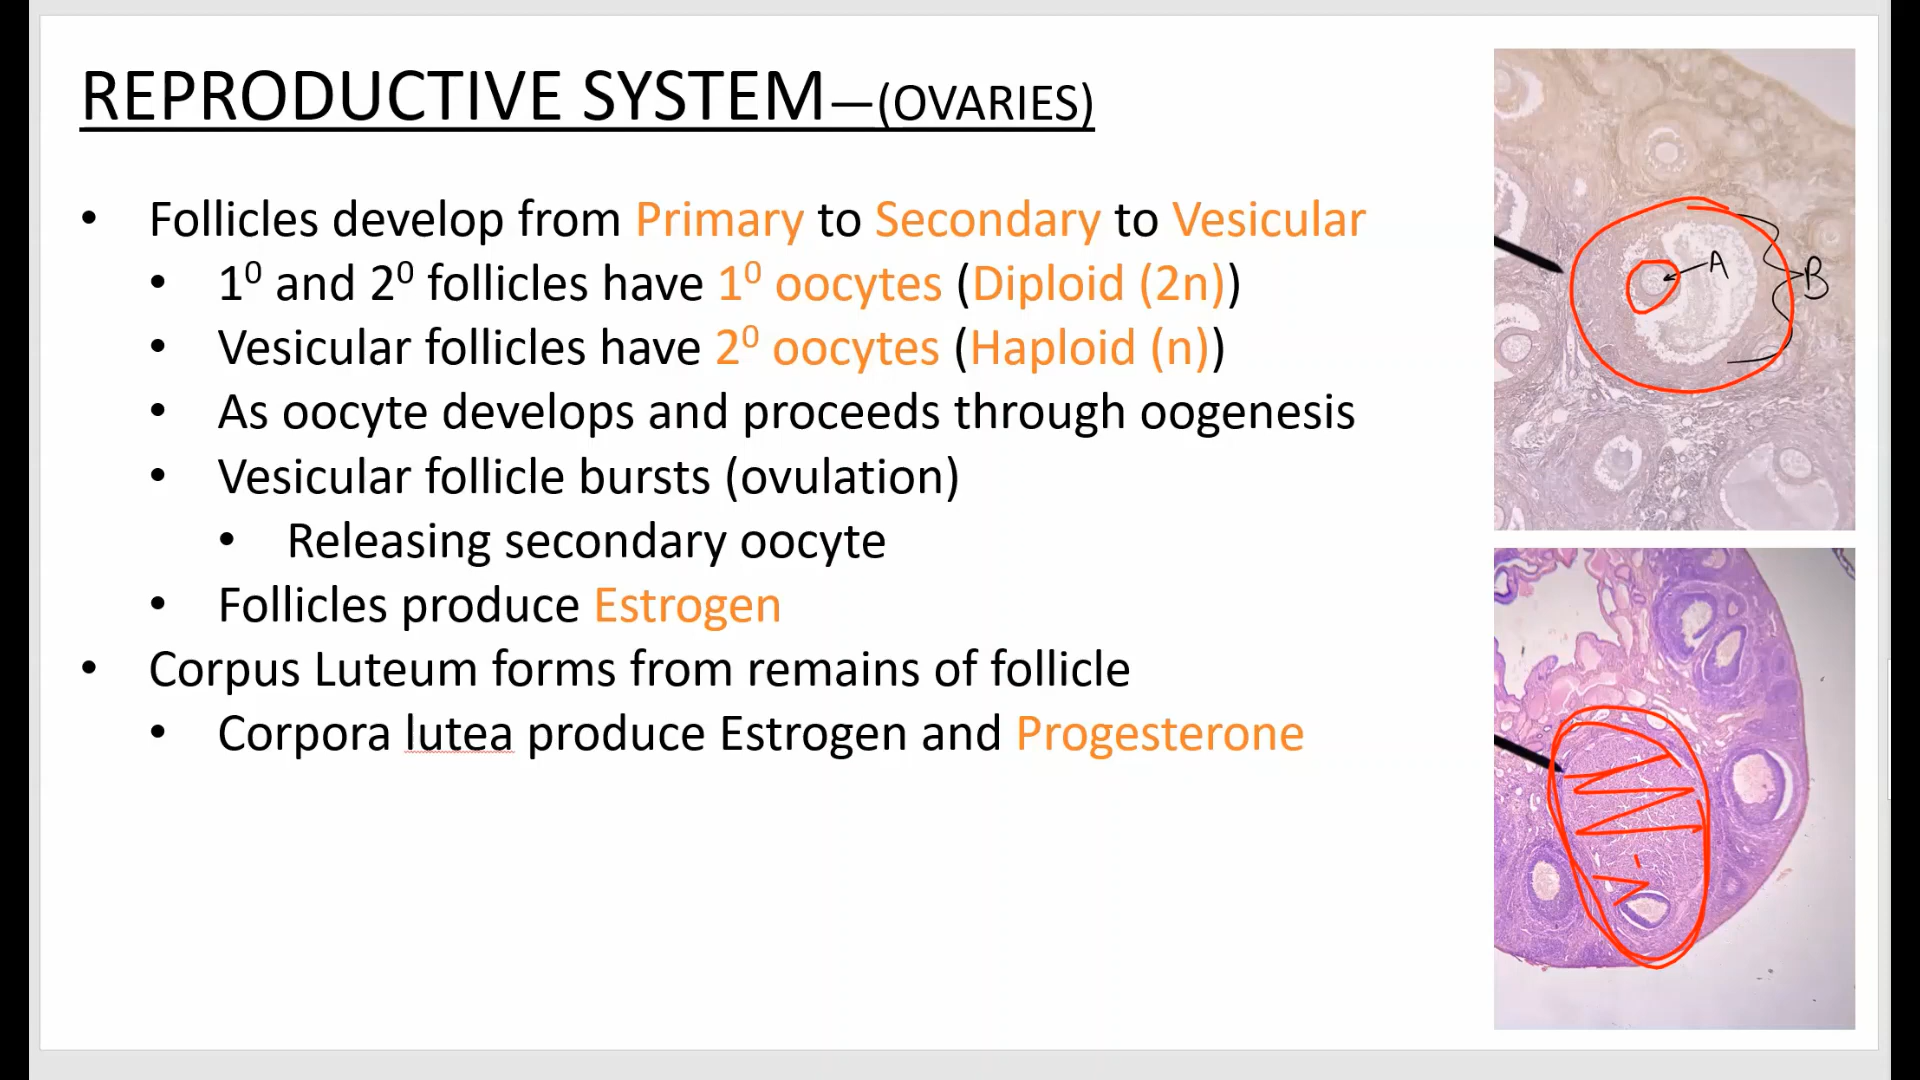 REPRODUCTIVE SYSTEM—(OVARIES)
• Follicles develop from Primary to Secondary to Vesicular
• 1⁰ and 2⁰ follicles have 1⁰ oocytes (Diploid (2n))
• Vesicular follicles have 2⁰ oocytes (Haploid (n))
• As oocyte develops and proceeds through oogenesis
• Vesicular follicle bursts (ovulation)
• Releasing secondary oocyte
• Follicles produce Estrogen
• Corpus Luteum forms from remains of follicle
• Corpora lutea produce Estrogen and Progesterone
A
B